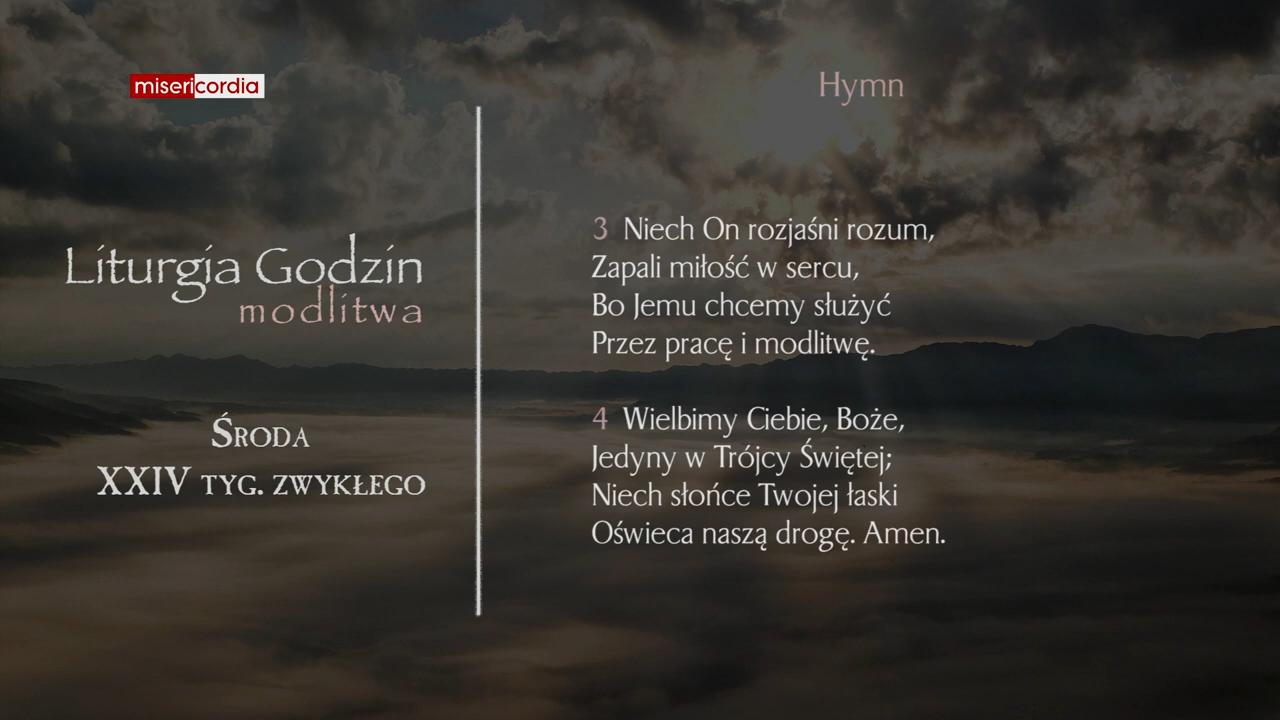 misericordia
Liturgia Godzin
modlitwa
Środa
XXIV tyg. zwykłego
Hymn
3 Niech On rozjaśni rozum,
Zapali miłość w sercu,
Bo Jemu chcemy służyć
Przez pracę i modlitwę.
4 Wielbimy Ciebie, Boże,
Jedyny w Trójcy Świętej;
Niech słońce Twojej łaski
Oświeca naszą drogę. Amen.